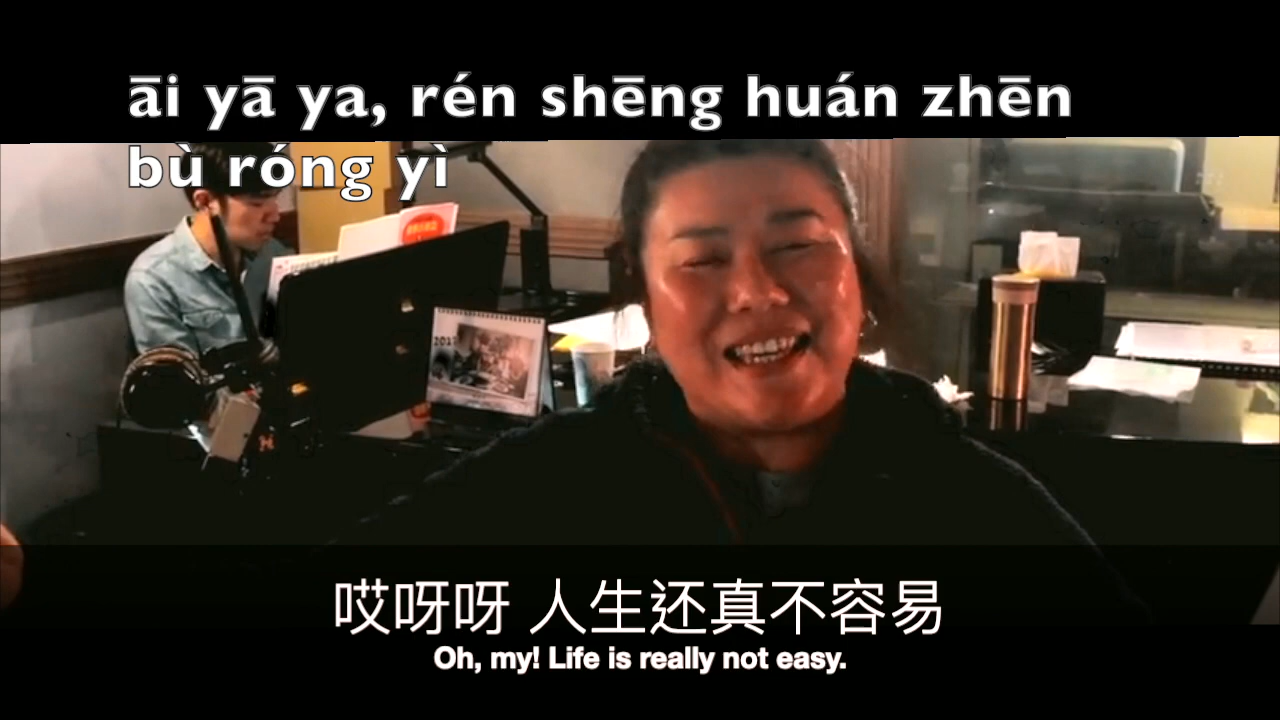 āi yā ya, rén shēng huán zhēn
bù róng yì
哎呀呀 人生还真不容易
Oh, my! Life is really not easy.